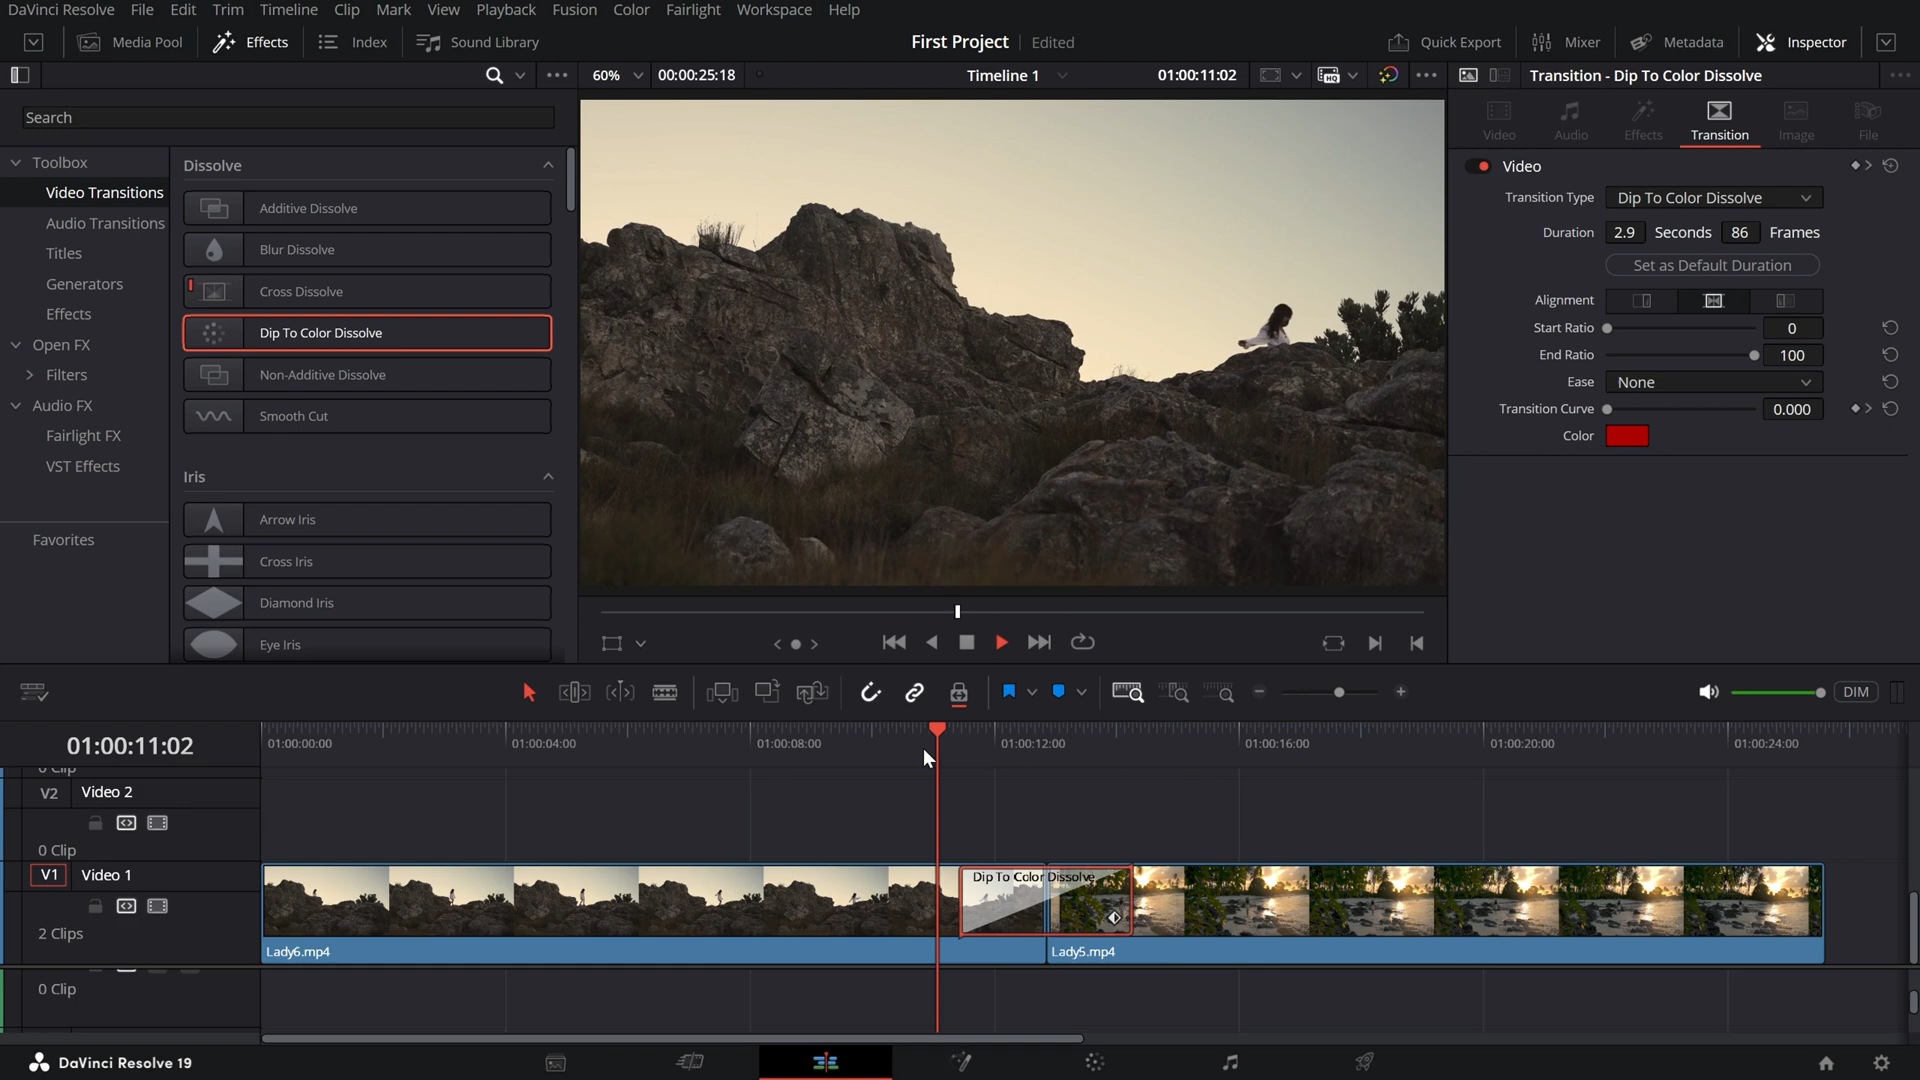 DaVinci Resolve File Edit Trim Timeline Clip Mark View Playback Fusion Color Fairlight Workspace Help
Media Pool Effects Index Sound Library First Project Edited Quick Export Mixer Metadata Inspector
60% 00:00:25:18 Timeline 1 01:00:11:02 HQ Transition - Dip To Color Dissolve
Search
Video Audio Effects Transition Image File
Toolbox
Video Transitions
Audio Transitions
Titles
Generators
Effects
Open FX
Filters
Audio FX
Fairlight FX
VST Effects
Favorites
Dissolve
Additive Dissolve
Blur Dissolve
Cross Dissolve
Dip To Color Dissolve
Non-Additive Dissolve
Smooth Cut
Iris
Arrow Iris
Cross Iris
Diamond Iris
Eye Iris
Video
Transition Type Dip To Color Dissolve
Duration 2.9 Seconds 86 Frames
Set as Default Duration
Alignment
Start Ratio 0
End Ratio 100
Ease None
Transition Curve 0.000
Color
DIM
01:00:11:02
01:00:00:00 01:00:04:00 01:00:08:00 01:00:12:00 01:00:16:00 01:00:20:00 01:00:24:00
0 Clip
V2 Video 2
0 Clip
V1 Video 1
2 Clips
Dip To Color Dissolve
Lady6.mp4 Lady5.mp4
0 Clip
DaVinci Resolve 19